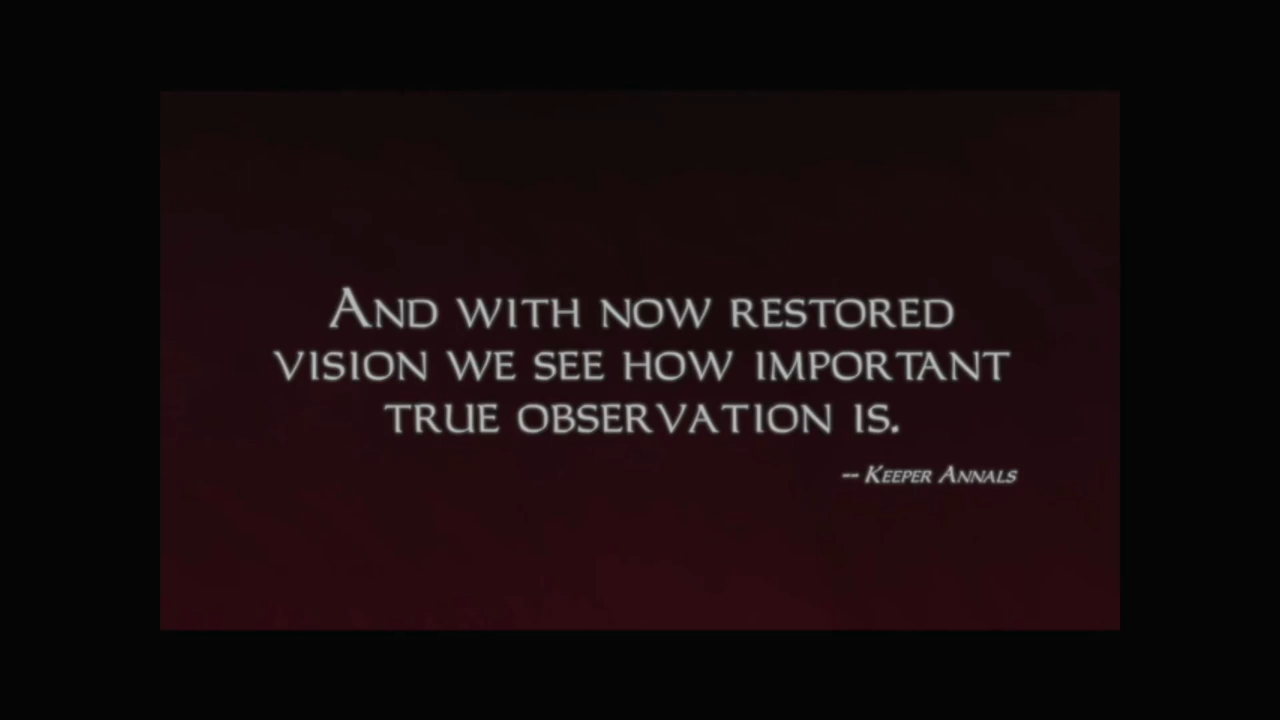 And with now restored
vision we see how important
true observation is.
-- Keeper Annals